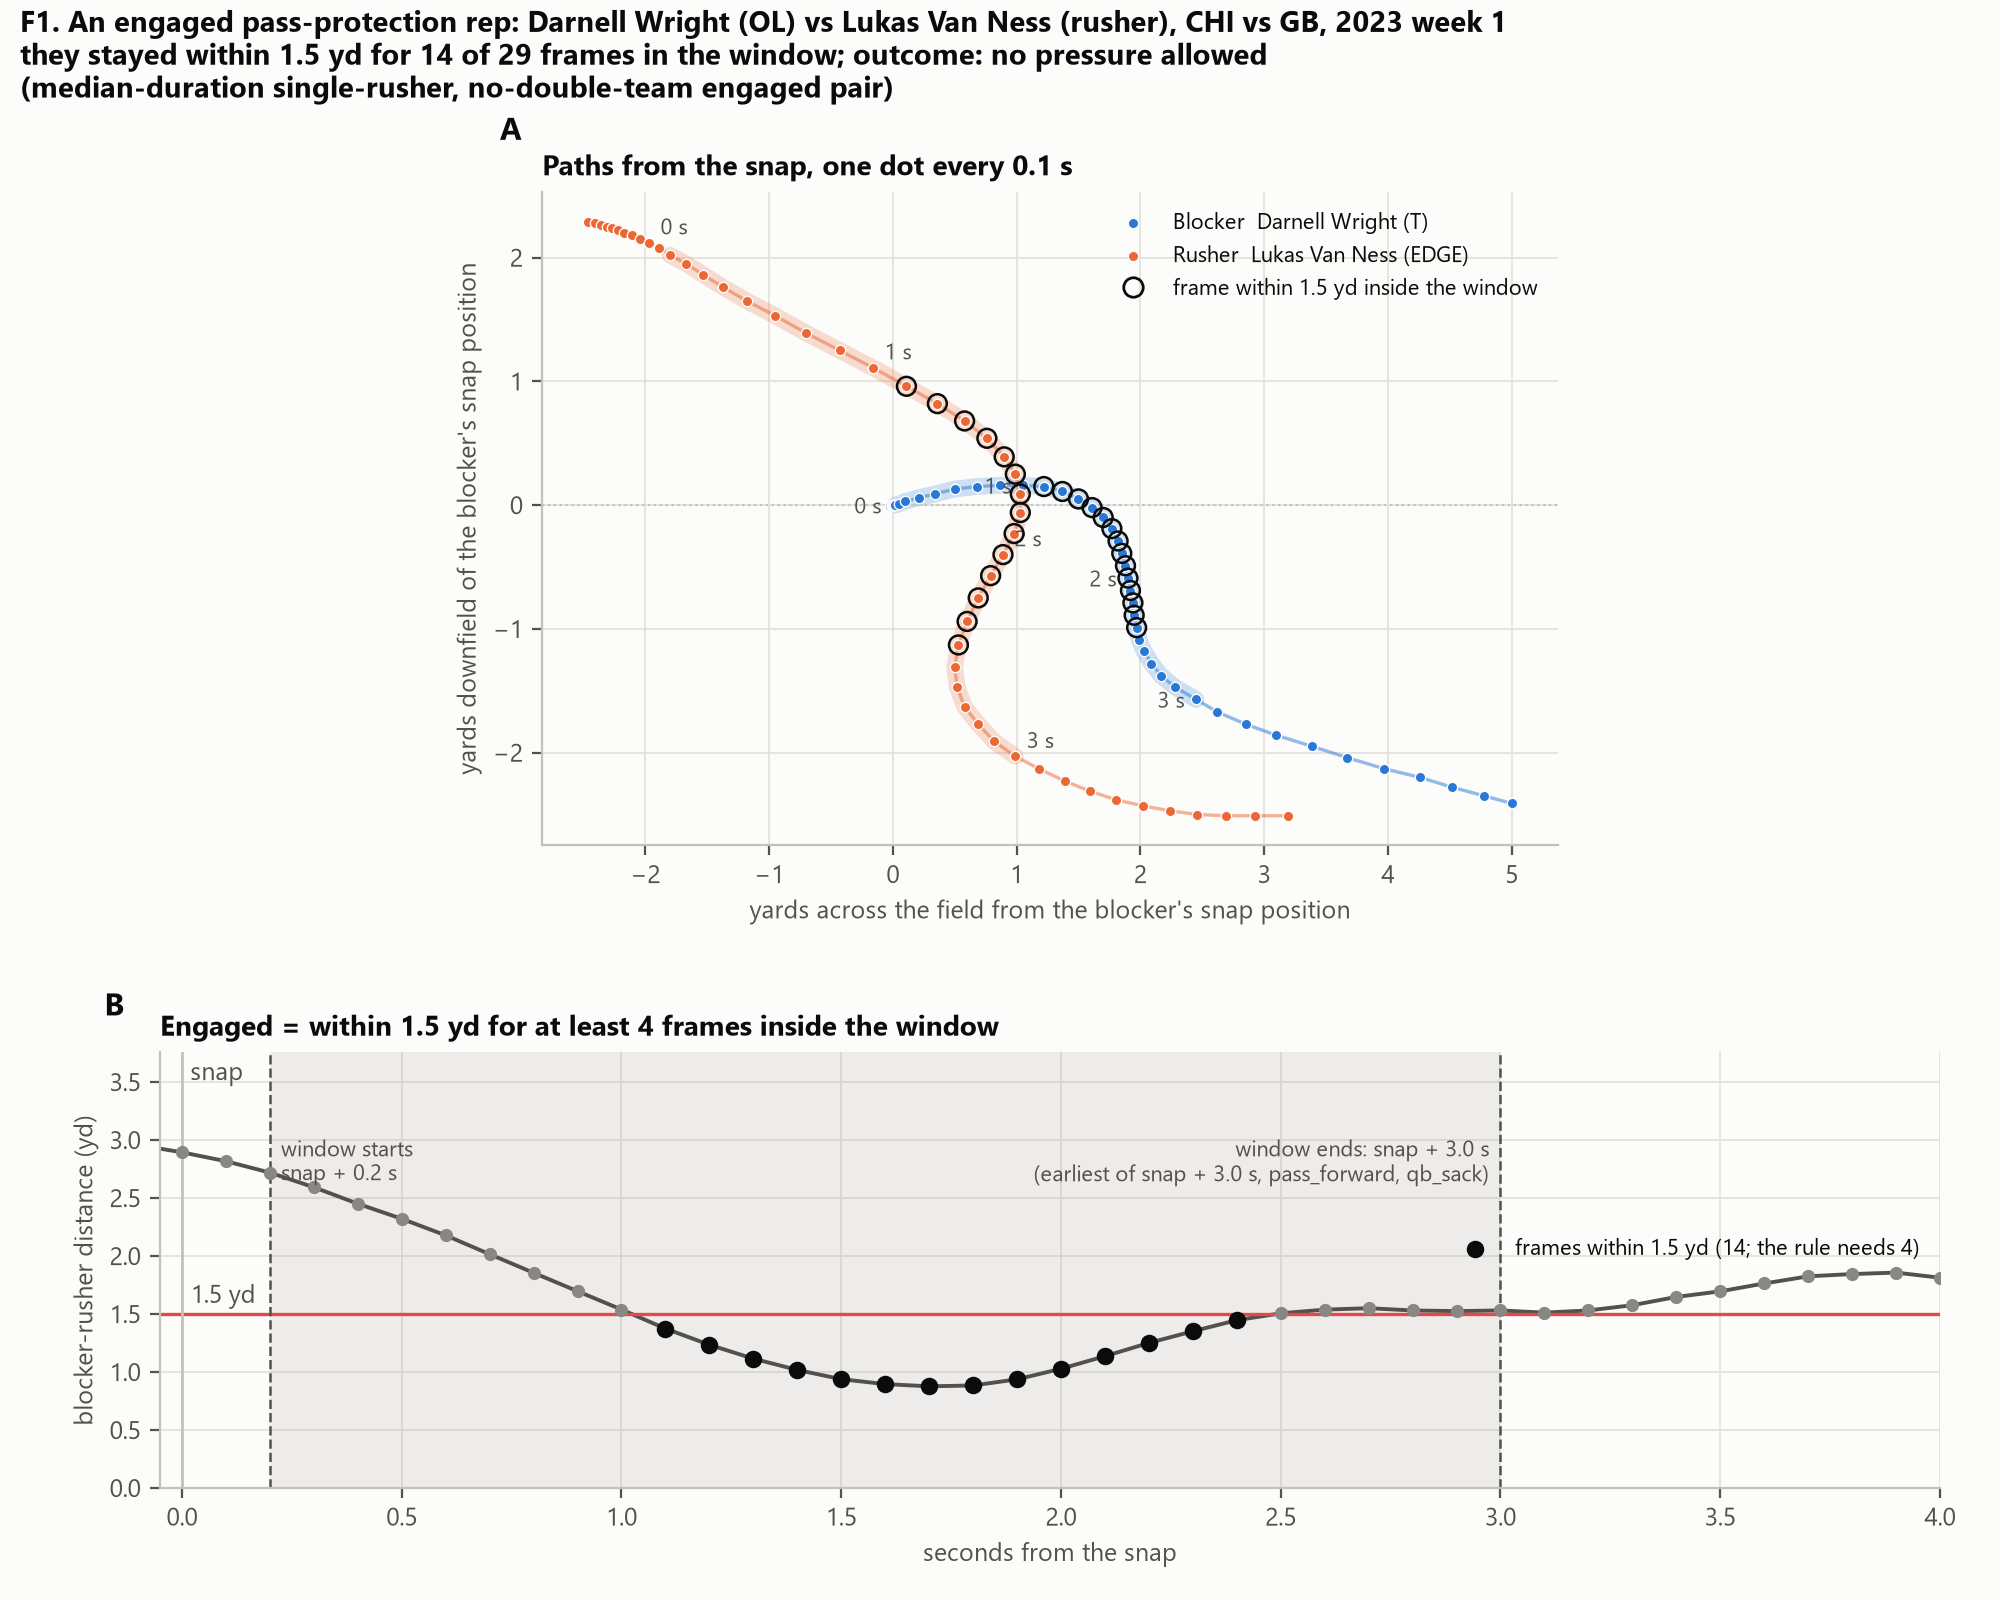 F1. An engaged pass-protection rep: Darnell Wright (OL) vs Lukas Van Ness (rusher), CHI vs GB, 2023 week 1
they stayed within 1.5 yd for 14 of 29 frames in the window; outcome: no pressure allowed
(median-duration single-rusher, no-double-team engaged pair)
A
Paths from the snap, one dot every 0.1 s
Blocker  Darnell Wright (T)
Rusher  Lukas Van Ness (EDGE)
frame within 1.5 yd inside the window
0 s
1 s
2 s
3 s
0 s
1 s
2 s
3 s
2
1
0
−1
−2
yards downfield of the blocker's snap position
−2
−1
0
1
2
3
4
5
yards across the field from the blocker's snap position
B
Engaged = within 1.5 yd for at least 4 frames inside the window
snap
window starts
snap + 0.2 s
window ends: snap + 3.0 s
(earliest of snap + 3.0 s, pass_forward, qb_sack)
frames within 1.5 yd (14; the rule needs 4)
1.5 yd
3.5
3.0
2.5
2.0
1.5
1.0
0.5
0.0
blocker-rusher distance (yd)
0.0
0.5
1.0
1.5
2.0
2.5
3.0
3.5
4.0
seconds from the snap